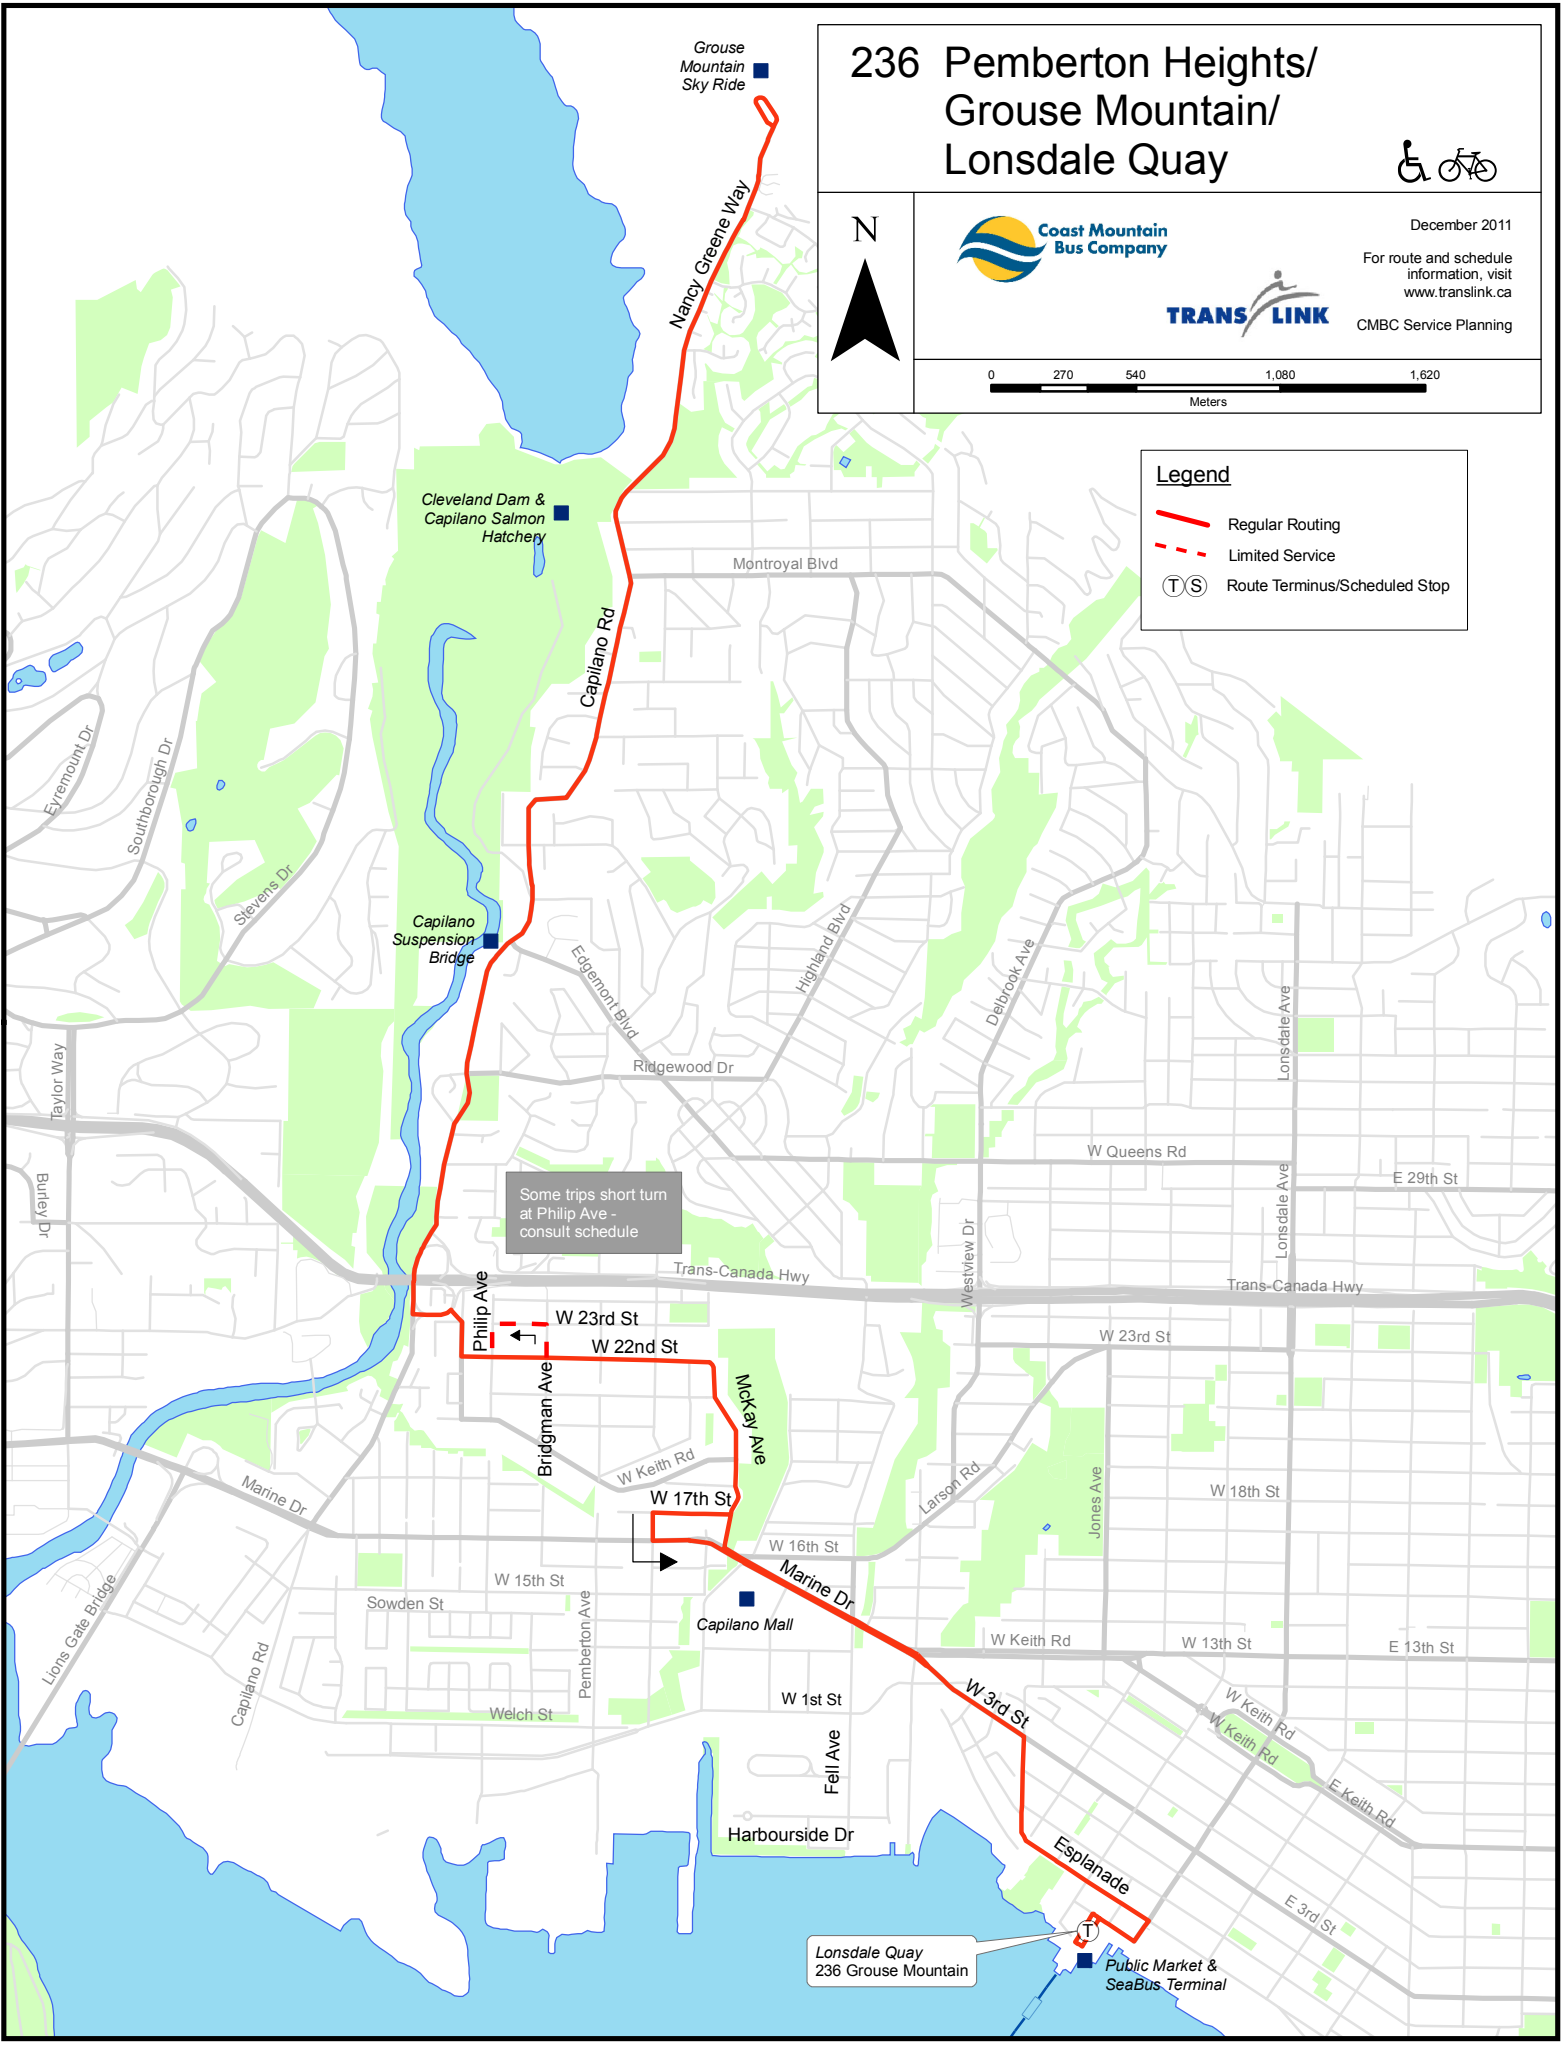 Grouse
Mountain
Sky Ride
236 Pemberton Heights/
Grouse Mountain/
Lonsdale Quay
N
Coast Mountain
Bus Company
TRANS LINK
December 2011
For route and schedule
information, visit
www.translink.ca
CMBC Service Planning
0 270 540 1,080 1,620
Meters
Legend
Regular Routing
Limited Service
T S Route Terminus/Scheduled Stop
Nancy Greene Way
Cleveland Dam &
Capilano Salmon
Hatchery
Montroyal Blvd
Capilano Rd
Eyremount Dr
Southborough Dr
Stevens Dr
Capilano
Suspension
Bridge
Edgemont Blvd
Highland Blvd
Delbrook Ave
Lonsdale Ave
Taylor Way
Ridgewood Dr
W Queens Rd
E 29th St
Burley Dr
Lonsdale Ave
Westview Dr
Some trips short turn
at Philip Ave -
consult schedule
Trans-Canada Hwy
Trans-Canada Hwy
Philip Ave
W 23rd St
W 22nd St
W 23rd St
Bridgman Ave
McKay Ave
W Keith Rd
Larson Rd
Jones Ave
W 18th St
Marine Dr
W 17th St
W 16th St
Marine Dr
W 15th St
Sowden St
Pemberton Ave
Capilano Mall
Lions Gate Bridge
Capilano Rd
Welch St
W Keith Rd
W 13th St
E 13th St
W 1st St
W 3rd St
W Keith Rd
W Keith Rd
E Keith Rd
Fell Ave
Harbourside Dr
Esplanade
E 3rd St
T
Lonsdale Quay
236 Grouse Mountain
Public Market &
SeaBus Terminal